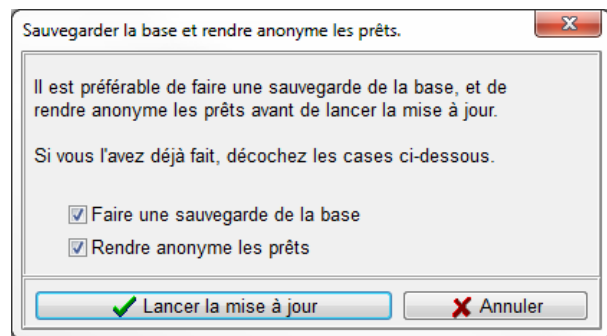 Sauvegarder la base et rendre anonyme les prêts.
Il est préférable de faire une sauvegarde de la base, et de
rendre anonyme les prêts avant de lancer la mise à jour.
Si vous l'avez déjà fait, décochez les cases ci-dessous.
Faire une sauvegarde de la base
Rendre anonyme les prêts
Lancer la mise à jour
Annuler